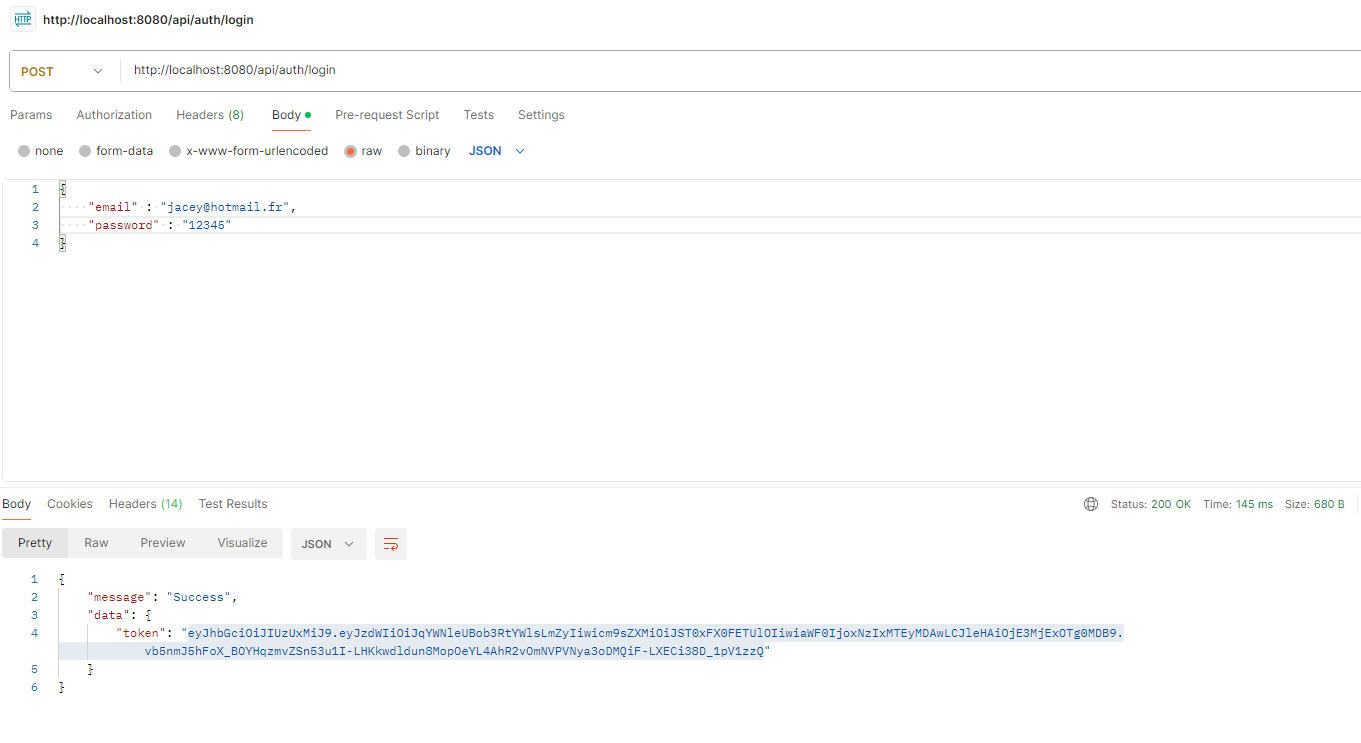 HTTP http://localhost:8080/api/auth/login
POST http://localhost:8080/api/auth/login
Params Authorization Headers (8) Body Pre-request Script Tests Settings
none form-data x-www-form-urlencoded raw binary JSON
1 {
2 ····"email"·:·"jacey@hotmail.fr",
3 ····"password"·:·"12345"
4 }
Body Cookies Headers (14) Test Results Status: 200 OK Time: 145 ms Size: 680 B
Pretty Raw Preview Visualize JSON
1 {
2 "message": "Success",
3 "data": {
4 "token": "eyJhbGciOiJIUzUxMiJ9.eyJzdWIiOiJqYWNleUBob3RtYWlsLmZyIiwicm9sZXMiOiJST0xFX0FETUlOIiwiaWF0IjoxNzIxMTEyMDAwLCJleHAiOjE3MjExOTg0MDB9.
vb5nmJ5hFoX_BOYHqzmvZSn53u1I-LHKkwdldun8MopOeYL4AhR2vOmNVPVNya3oDMQiF-LXECi38D_1pV1zzQ"
5 }
6 }